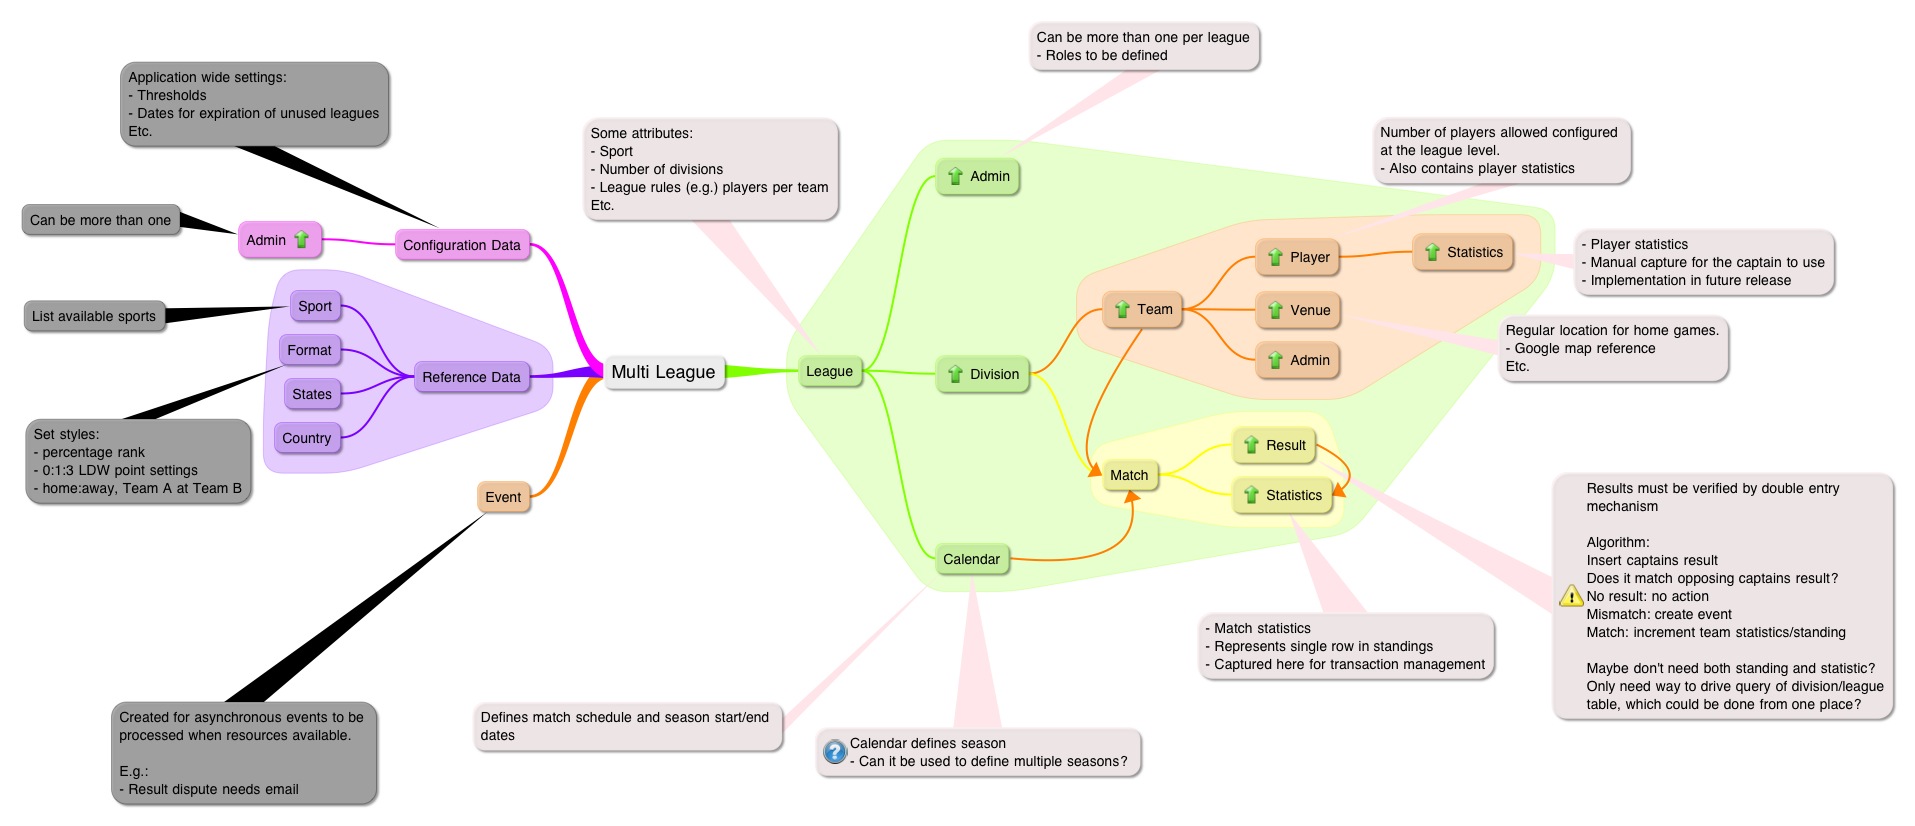 Can be more than one per league
- Roles to be defined
Application wide settings:
- Thresholds
- Dates for expiration of unused leagues
Etc.
Some attributes:
- Sport
- Number of divisions
- League rules (e.g.) players per team
Etc.
Number of players allowed configured
at the league level.
- Also contains player statistics
Admin
Can be more than one
Admin
Configuration Data
Player
Statistics
- Player statistics
- Manual capture for the captain to use
- Implementation in future release
List available sports
Sport
Format
States
Country
Reference Data
Multi League
League
Division
Team
Venue
Admin
Regular location for home games.
- Google map reference
Etc.
Set styles:
- percentage rank
- 0:1:3 LDW point settings
- home:away, Team A at Team B
Event
Match
Result
Statistics
Calendar
Results must be verified by double entry
mechanism
Algorithm:
Insert captains result
Does it match opposing captains result?
No result: no action
Mismatch: create event
Match: increment team statistics/standing
Maybe don't need both standing and statistic?
Only need way to drive query of division/league
table, which could be done from one place?
- Match statistics
- Represents single row in standings
- Captured here for transaction management
Created for asynchronous events to be
processed when resources available.
E.g.:
- Result dispute needs email
Defines match schedule and season start/end
dates
Calendar defines season
- Can it be used to define multiple seasons?